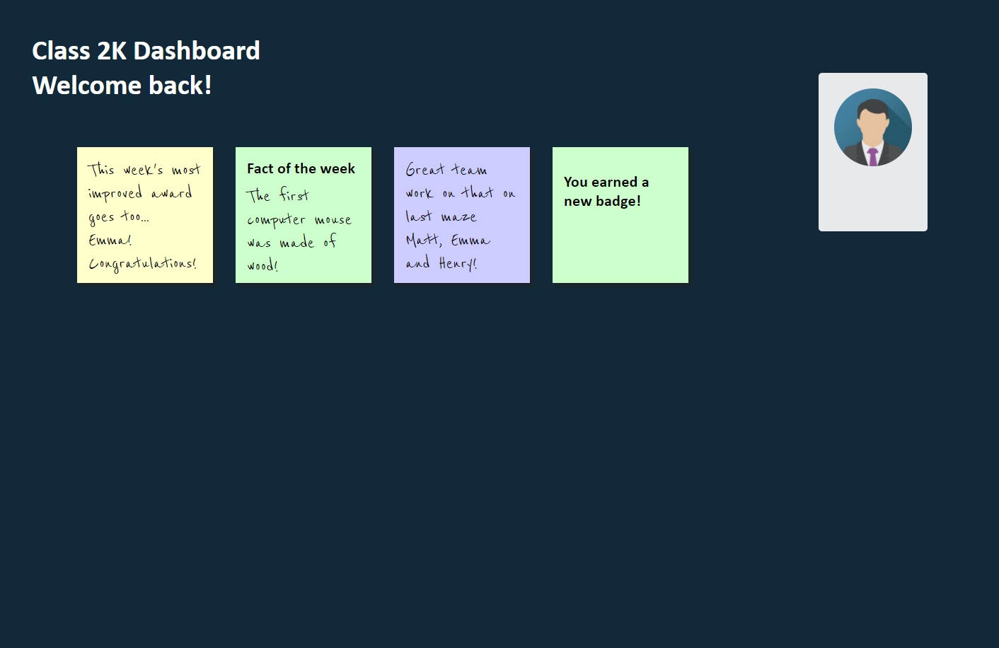 Class 2K Dashboard
Welcome back!
This week's most
improved award
goes too...
Emma!
Congratulations!
Fact of the week
The first
computer mouse
was made of
wood!
Great team
work on that on
last maze
Matt, Emma
and Henry!
You earned a
new badge!